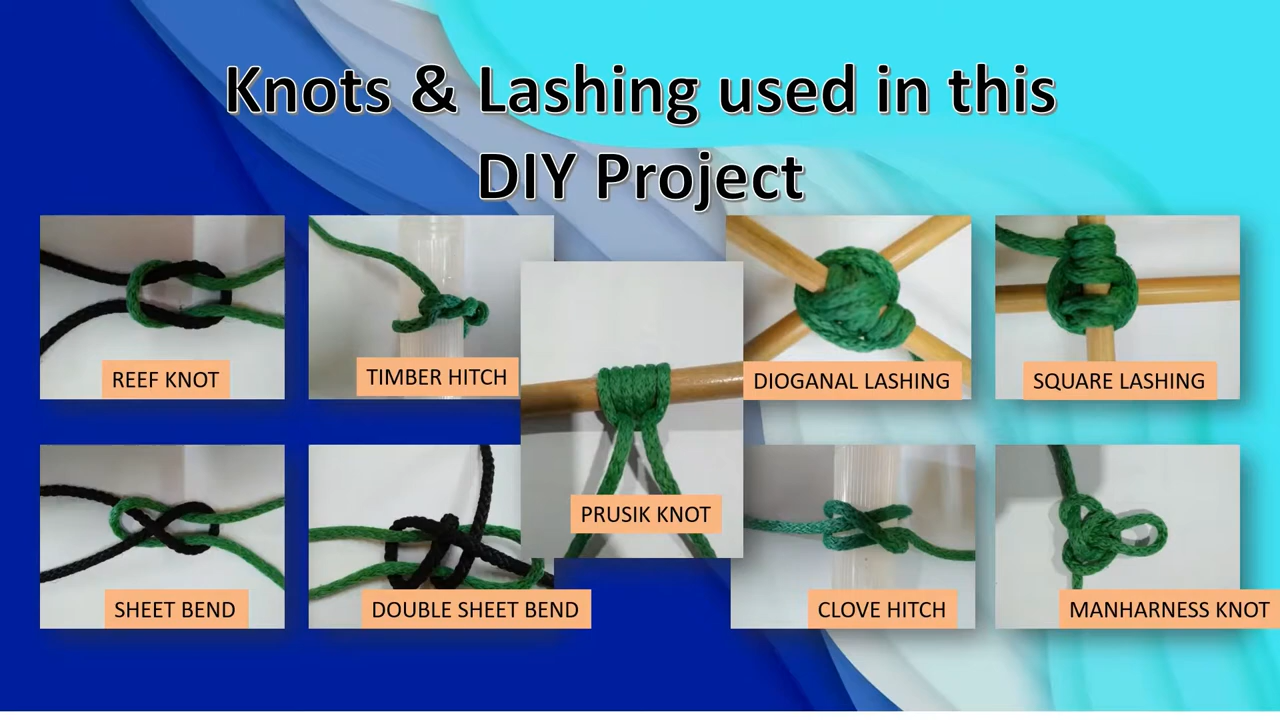 Knots & Lashing used in this
DIY Project
REEF KNOT
TIMBER HITCH
DIOGANAL LASHING
SQUARE LASHING
PRUSIK KNOT
SHEET BEND
DOUBLE SHEET BEND
CLOVE HITCH
MANHARNESS KNOT